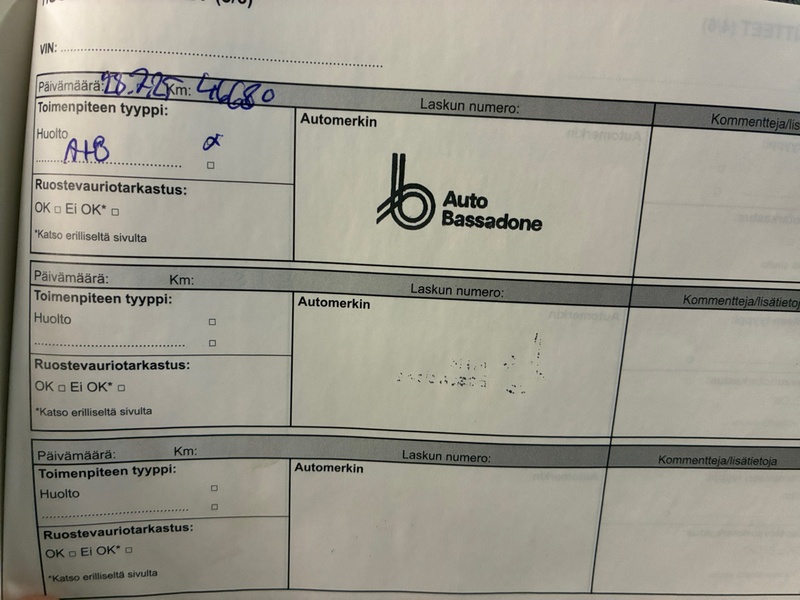 VIN:
Päivämäärä: 28.7.25 Km: 46680 Laskun numero: Kommentteja/lis
Toimenpiteen tyyppi:
Automerkin
Huolto
A+B
Auto
Bassadone
Ruostevauriotarkastus:
OK □ Ei OK* □
*Katso erilliseltä sivulta
Päivämäärä: Km: Laskun numero: Kommentteja/lisätietoj
Toimenpiteen tyyppi:
Automerkin
Huolto
Ruostevauriotarkastus:
OK □ Ei OK* □
*Katso erilliseltä sivulta
Päivämäärä: Km: Laskun numero: Kommentteja/lisätietoja
Toimenpiteen tyyppi:
Automerkin
Huolto
Ruostevauriotarkastus:
OK □ Ei OK* □
*Katso erilliseltä sivulta